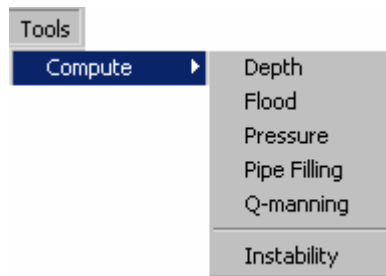 Tools
Compute
Depth
Flood
Pressure
Pipe Filling
Q-manning
Instability